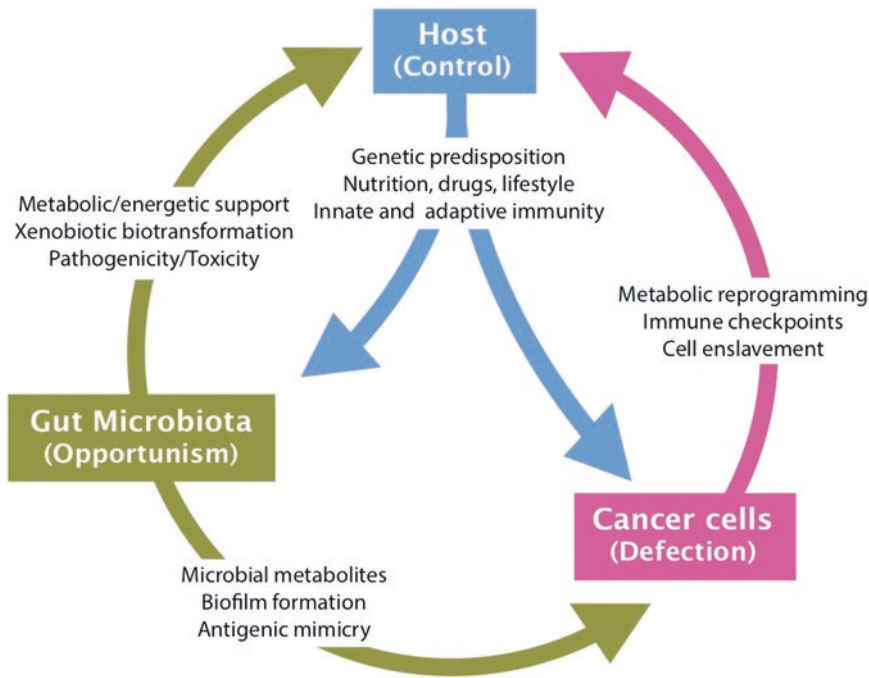 Host
(Control)
Genetic predisposition
Nutrition, drugs, lifestyle
Innate and adaptive immunity
Metabolic/energetic support
Xenobiotic biotransformation
Pathogenicity/Toxicity
Metabolic reprogramming
Immune checkpoints
Cell enslavement
Gut Microbiota
(Opportunism)
Cancer cells
(Defection)
Microbial metabolites
Biofilm formation
Antigenic mimicry